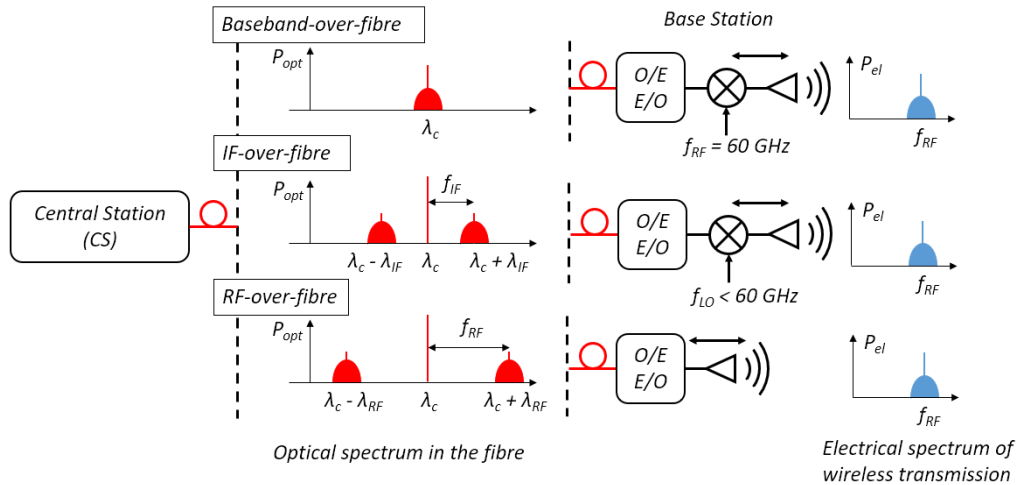 Baseband-over-fibre
P_opt
λ_c
Base Station
O/E
E/O
f_RF = 60 GHz
P_el
f_RF
Central Station
(CS)
IF-over-fibre
P_opt
f_IF
λ_c - λ_IF
λ_c
λ_c + λ_IF
O/E
E/O
f_LO < 60 GHz
P_el
f_RF
RF-over-fibre
P_opt
f_RF
λ_c - λ_RF
λ_c
λ_c + λ_RF
O/E
E/O
P_el
f_RF
Optical spectrum in the fibre
Electrical spectrum of
wireless transmission